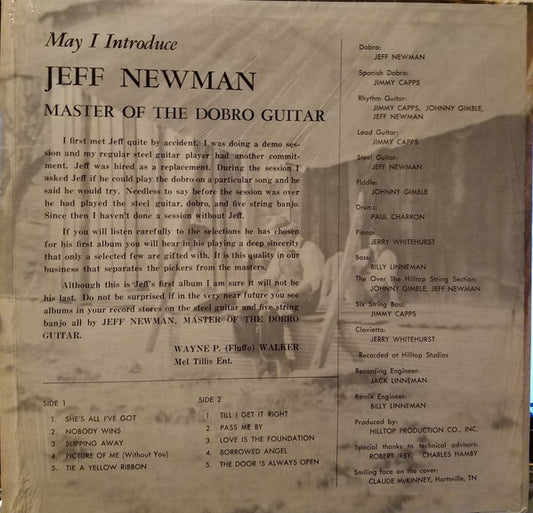 May I Introduce
JEFF NEWMAN
MASTER OF THE DOBRO GUITAR
I first met Jeff quite by accident. I was doing a demo ses-
sion and my regular steel guitar player had another commit-
ment. Jeff was hired as a replacement. During the session I
asked Jeff if he could play the dobro on a particular song and he
said he would try. Needless to say before the session was over
he had played the steel guitar, dobro, and five string banjo.
Since then I haven't done a session without Jeff.
If you will listen carefully to the selections he has chosen
for his first album you will hear in his playing a deep sincerity
that only a selected few are gifted with. It is this quality in our
business that separates the pickers from the masters.
Although this is Jeff's first album I am sure it will not be
his last. Do not be surprised if in the very near future you see
albums in your record stores on the steel guitar and five string
banjo all by JEFF NEWMAN, MASTER OF THE DOBRO
GUITAR.
WAYNE P. (Fluffo) WALKER
Mel Tillis Ent.
SIDE 1
1. SHE'S ALL I'VE GOT
2. NOBODY WINS
3. SLIPPING AWAY
4. PICTURE OF ME (Without You)
5. TIE A YELLOW RIBBON
SIDE 2
1. TILL I GET IT RIGHT
2. PASS ME BY
3. LOVE IS THE FOUNDATION
4. BORROWED ANGEL
5. THE DOOR IS ALWAYS OPEN
Dobro:
JEFF NEWMAN
Spanish Dobro:
JIMMY CAPPS
Rhythm Guitar:
JIMMY CAPPS, JOHNNY GIMBLE,
JEFF NEWMAN
Lead Guitar:
JIMMY CAPPS
Steel Guitar:
JEFF NEWMAN
Fiddle:
JOHNNY GIMBLE
Drums:
PAUL CHARRON
Piano:
JERRY WHITEHURST
Bass:
BILLY LINNEMAN
The Over The Hilltop String Section:
JOHNNY GIMBLE, JEFF NEWMAN
Six String Bass:
JIMMY CAPPS
Clavietta:
JERRY WHITEHURST
Recorded at Hilltop Studios
Recording Engineer:
JACK LINNEMAN
Remix Engineer:
BILLY LINNEMAN
Produced by:
HILLTOP PRODUCTION CO., INC.
Special thanks to technical advisors:
ROBERT IRBY, CHARLES HAMBY
Smiling face on the cover:
CLAUDE McKINNEY, Hartsville, TN